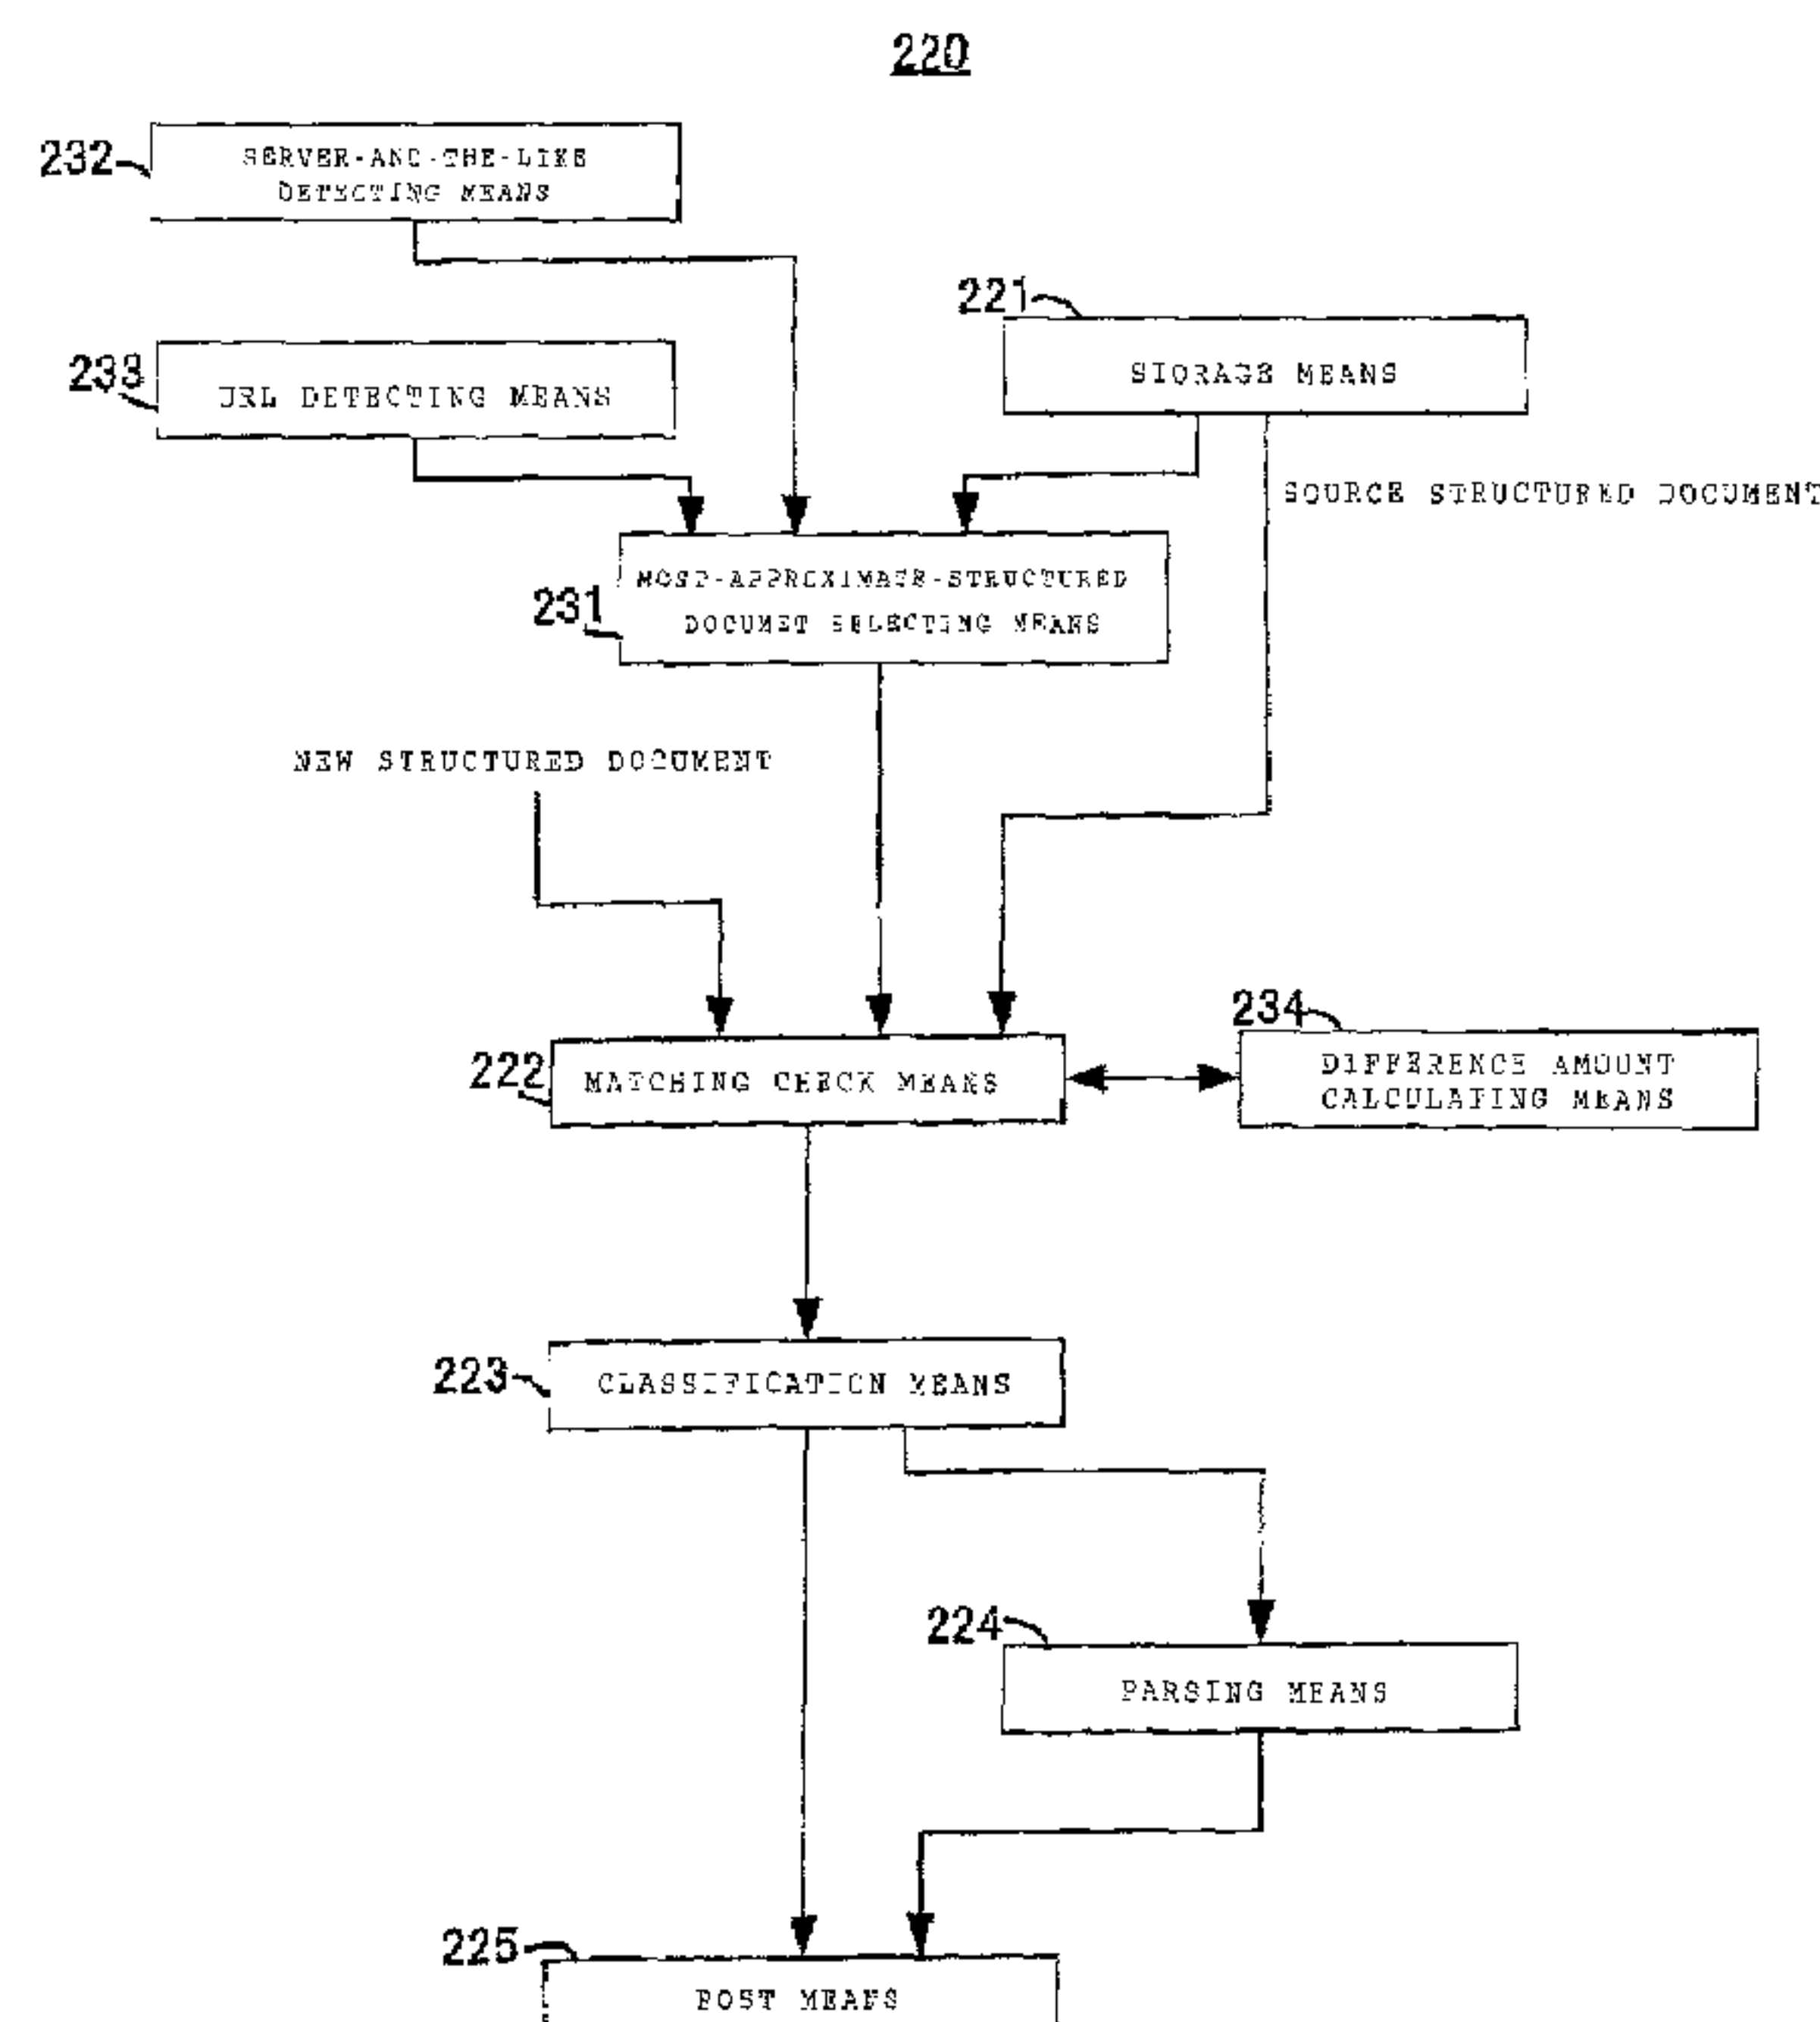 220
232
SERVER-AND-THE-LIKE
DETECTING MEANS
221
STORAGE MEANS
233
URL DETECTING MEANS
SOURCE STRUCTURED DOCUMENT
231
MOST-APPROXIMATE-STRUCTURED
DOCUMET SELECTING MEANS
NEW STRUCTURED DOCUMENT
234
DIFFERENCE AMOUNT
CALCULATING MEANS
222
MATCHING CHECK MEANS
223
CLASSIFICATION MEANS
224
PARSING MEANS
225
POST MEANS